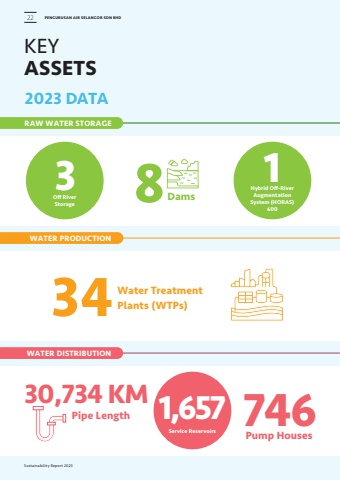 22
PENGURUSAN AIR SELANGOR SDN BHD
KEY
ASSETS
2023 DATA
RAW WATER STORAGE
3
Off River
Storage
8
Dams
1
Hybrid Off-River
Augmentation
System (HORAS)
600
WATER PRODUCTION
34
Water Treatment
Plants (WTPs)
WATER DISTRIBUTION
30,734 KM
Pipe Length
1,657
Service Reservoirs
746
Pump Houses
Sustainability Report 2023